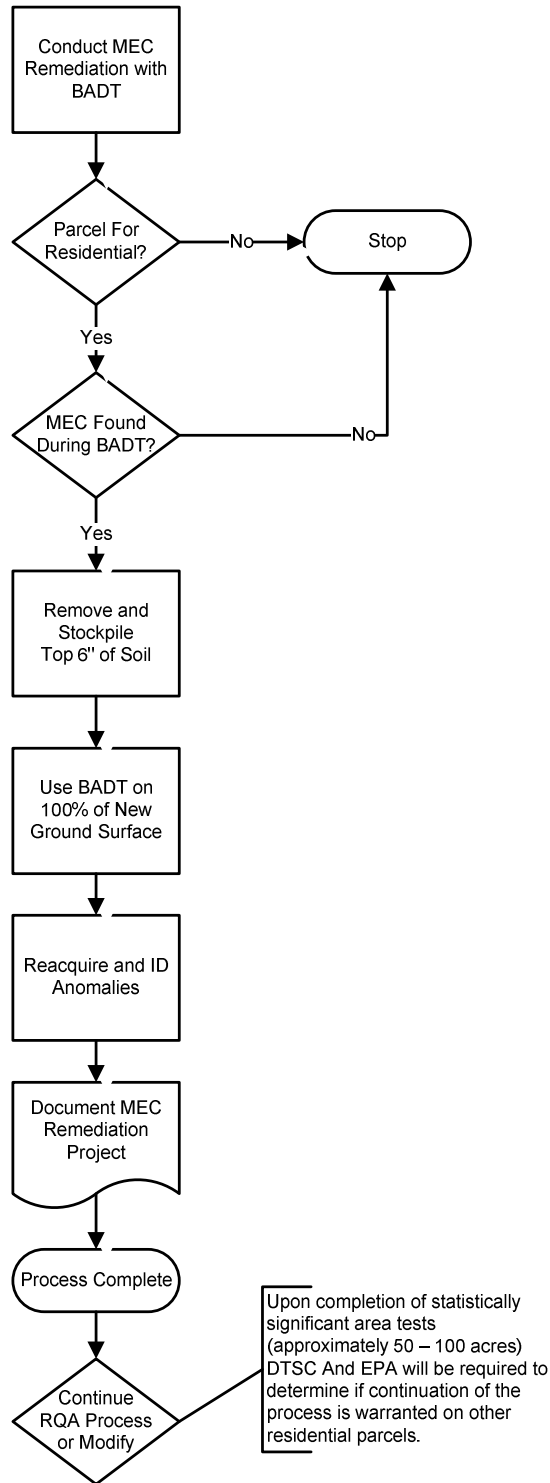 Conduct MEC
Remediation with
BADT
Parcel For
Residential?
No
Stop
Yes
MEC Found
During BADT?
No
Yes
Remove and
Stockpile
Top 6" of Soil
Use BADT on
100% of New
Ground Surface
Reacquire and ID
Anomalies
Document MEC
Remediation
Project
Process Complete
Continue
RQA Process
or Modify
Upon completion of statistically
significant area tests
(approximately 50 – 100 acres)
DTSC And EPA will be required to
determine if continuation of the
process is warranted on other
residential parcels.